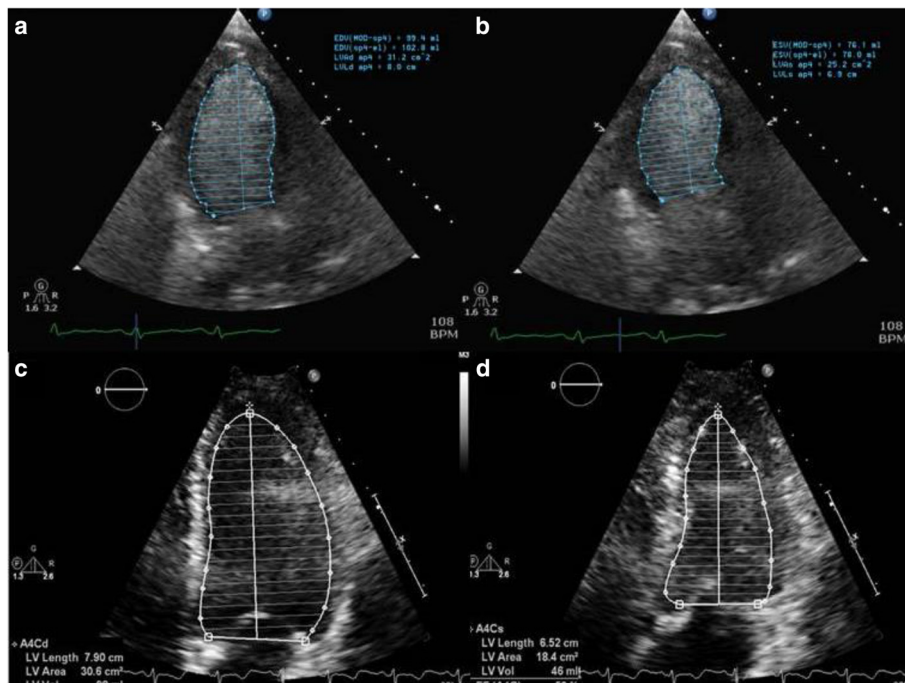 a
P
EDV(MOD-sp4) = 99.4 ml
EDV(sp4-el) = 102.8 ml
LVAd ap4 = 31.2 cm^2
LVLd ap4 = 8.0 cm
G
P R
1.6 3.2
108
BPM
b
P
ESV(MOD-sp4) = 76.1 ml
ESV(sp4-el) = 78.0 ml
LVAs ap4 = 25.2 cm^2
LVLs ap4 = 6.9 cm
G
P R
1.6 3.2
108
BPM
c
0
P
M3
G
P R
1.3 2.6
A4Cd
LV Length 7.90 cm
LV Area 30.6 cm²
d
0
P
G
P R
1.3 2.6
A4Cs
LV Length 6.52 cm
LV Area 18.4 cm²
LV Vol 46 ml